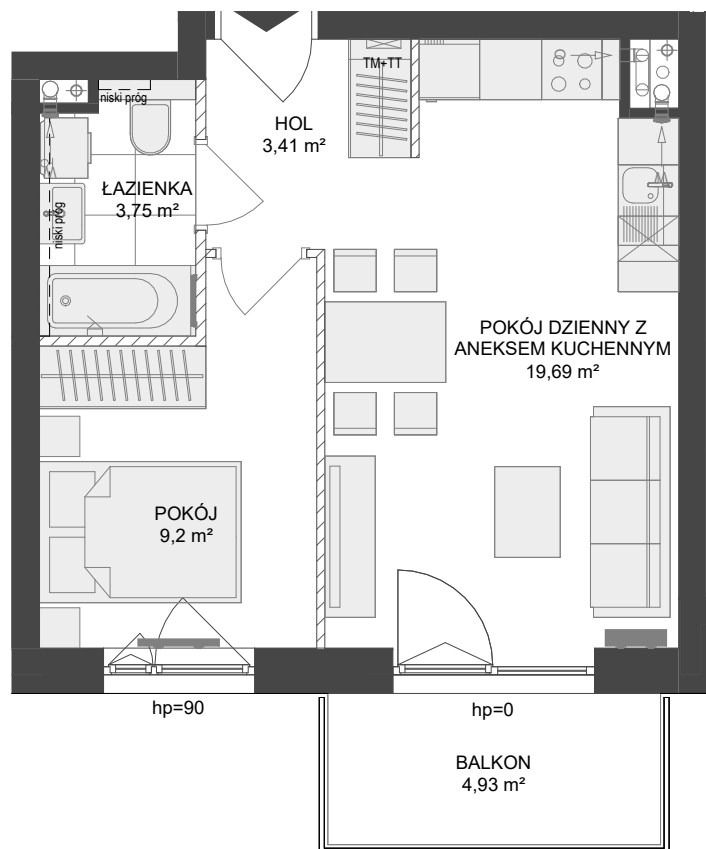 TM+TT
niski próg
HOL
3,41 m²
ŁAZIENKA
3,75 m²
niski próg
POKÓJ DZIENNY Z
ANEKSEM KUCHENNYM
19,69 m²
POKÓJ
9,2 m²
hp=90
hp=0
BALKON
4,93 m²